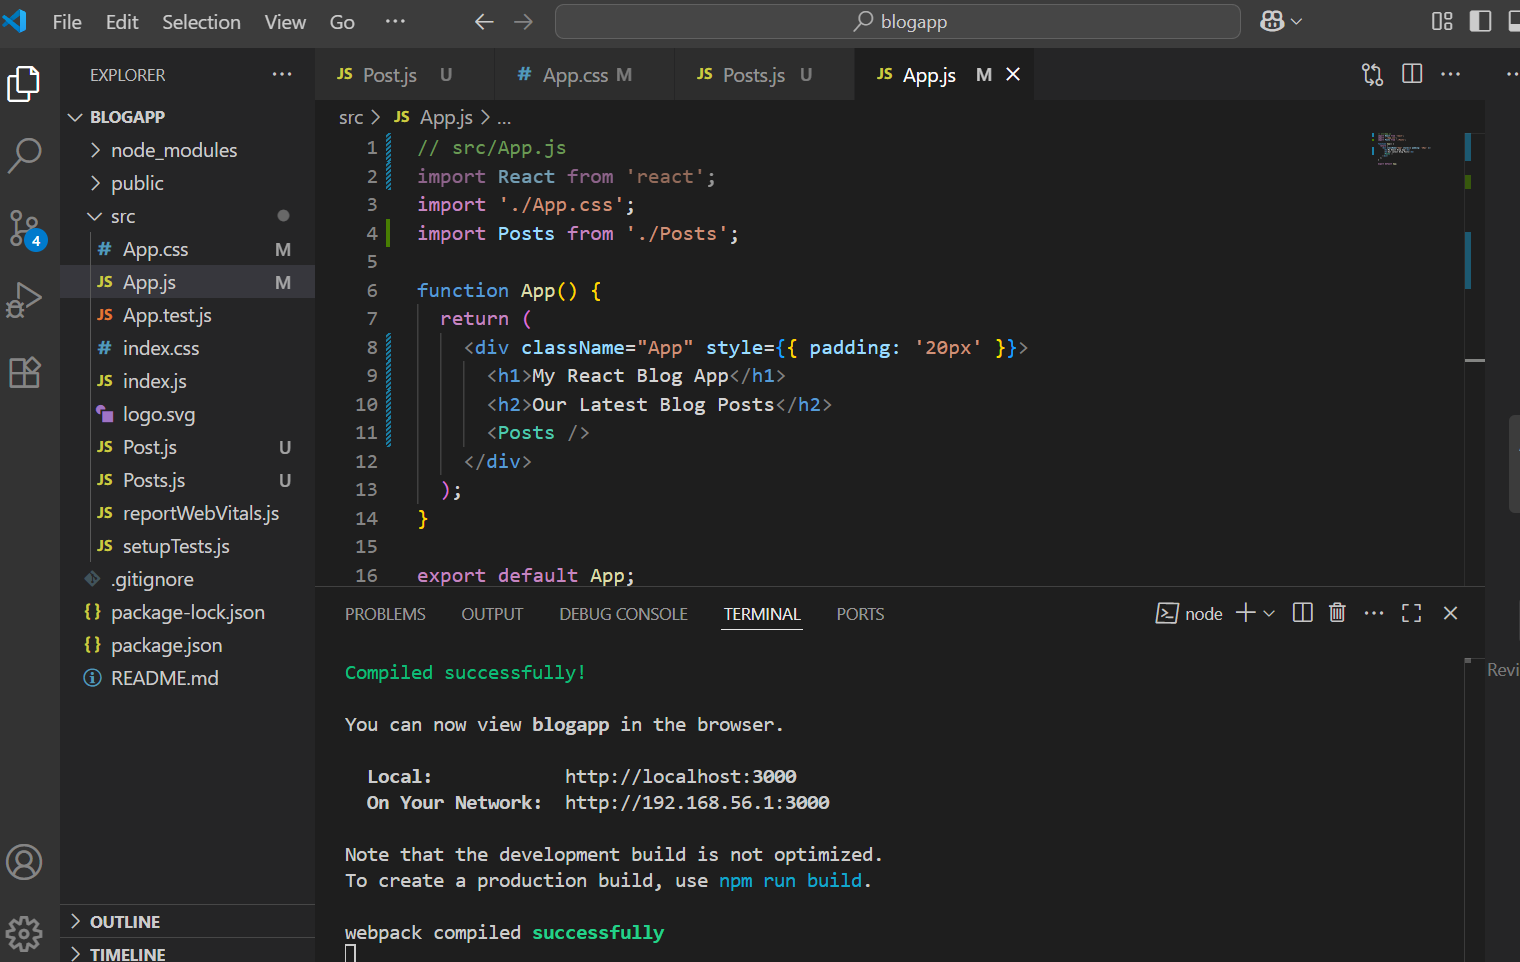 File Edit Selection View Go ··· blogapp
EXPLORER ···
BLOGAPP
node_modules
public
src
# App.css M
JS App.js M
JS App.test.js
# index.css
JS index.js
logo.svg
JS Post.js U
JS Posts.js U
JS reportWebVitals.js
JS setupTests.js
.gitignore
{} package-lock.json
{} package.json
README.md
OUTLINE
TIMELINE
4
JS Post.js U # App.css M JS Posts.js U JS App.js M
src > JS App.js > ...
1 // src/App.js
2 import React from 'react';
3 import './App.css';
4 import Posts from './Posts';
5
6 function App() {
7 return (
8 <div className="App" style={{ padding: '20px' }}>
9 <h1>My React Blog App</h1>
10 <h2>Our Latest Blog Posts</h2>
11 <Posts />
12 </div>
13 );
14 }
15
16 export default App;
PROBLEMS OUTPUT DEBUG CONSOLE TERMINAL PORTS node
Compiled successfully!
You can now view blogapp in the browser.
Local: http://localhost:3000
On Your Network: http://192.168.56.1:3000
Note that the development build is not optimized.
To create a production build, use npm run build.
webpack compiled successfully
Revi